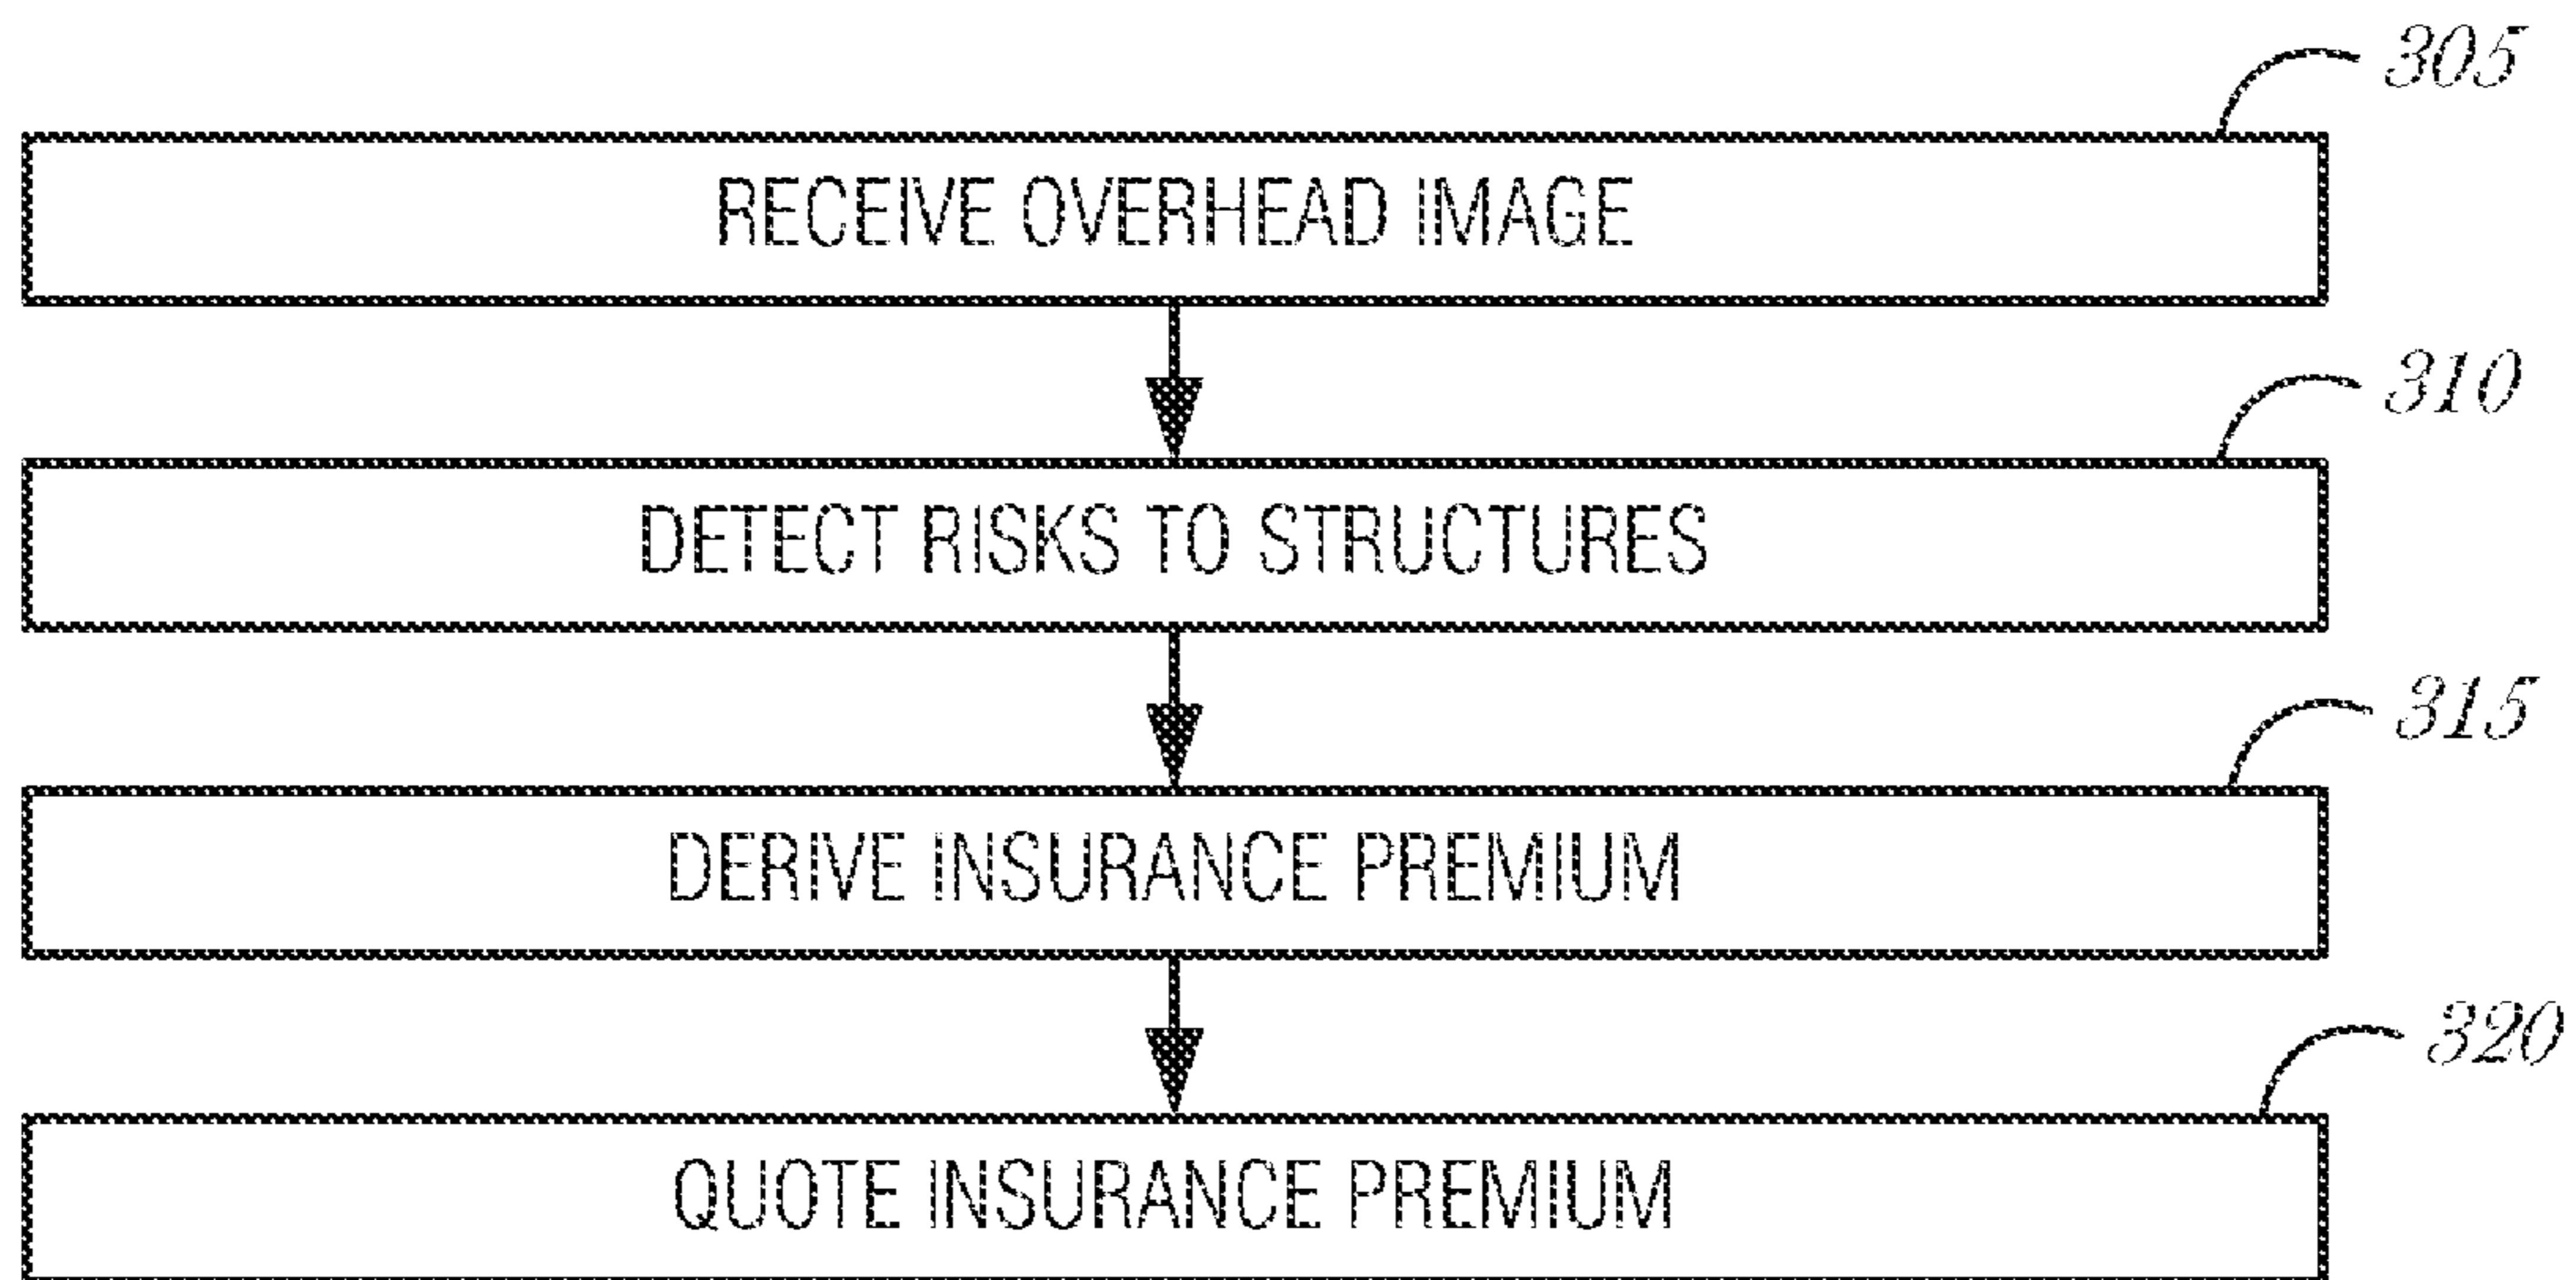 305
RECEIVE OVERHEAD IMAGE
310
DETECT RISKS TO STRUCTURES
315
DERIVE INSURANCE PREMIUM
320
QUOTE INSURANCE PREMIUM